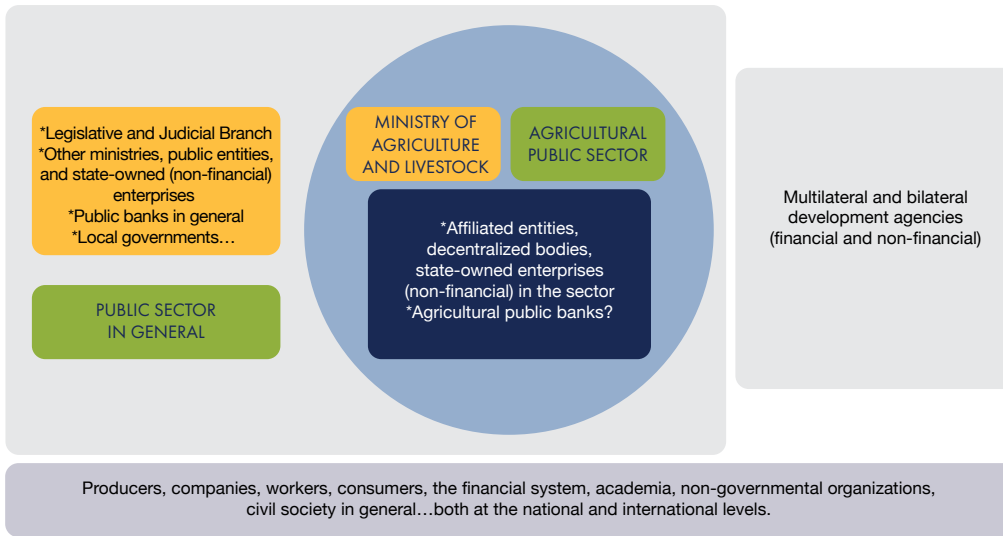 *Legislative and Judicial Branch
*Other ministries, public entities,
and state-owned (non-financial)
enterprises
*Public banks in general
*Local governments…
PUBLIC SECTOR
IN GENERAL
MINISTRY OF
AGRICULTURE
AND LIVESTOCK
AGRICULTURAL
PUBLIC SECTOR
*Affiliated entities,
decentralized bodies,
state-owned enterprises
(non-financial) in the sector
*Agricultural public banks?
Multilateral and bilateral
development agencies
(financial and non-financial)
Producers, companies, workers, consumers, the financial system, academia, non-governmental organizations,
civil society in general…both at the national and international levels.